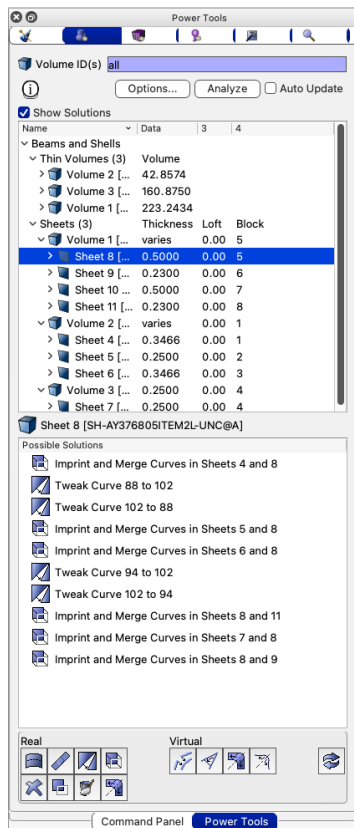 Power Tools
Volume ID(s) all
Options... Analyze Auto Update
Show Solutions
Name Data 3 4
Beams and Shells
Thin Volumes (3) Volume
Volume 2 [... 42.8574
Volume 3 [... 160.8750
Volume 1 [... 223.2434
Sheets (3) Thickness Loft Block
Volume 1 [... varies 0.00 5
Sheet 8 [... 0.5000 0.00 5
Sheet 9 [... 0.2300 0.00 6
Sheet 10 ... 0.5000 0.00 7
Sheet 11 [... 0.2300 0.00 8
Volume 2 [... varies 0.00 1
Sheet 4 [... 0.3466 0.00 1
Sheet 5 [... 0.2500 0.00 2
Sheet 6 [... 0.3466 0.00 3
Volume 3 [... 0.2500 0.00 4
Sheet 7 [... 0.2500 0.00 4
Sheet 8 [SH-AY376805ITEM2L-UNC@A]
Possible Solutions
Imprint and Merge Curves in Sheets 4 and 8
Tweak Curve 88 to 102
Tweak Curve 102 to 88
Imprint and Merge Curves in Sheets 5 and 8
Imprint and Merge Curves in Sheets 6 and 8
Tweak Curve 94 to 102
Tweak Curve 102 to 94
Imprint and Merge Curves in Sheets 8 and 11
Imprint and Merge Curves in Sheets 7 and 8
Imprint and Merge Curves in Sheets 8 and 9
Real Virtual
Command Panel Power Tools